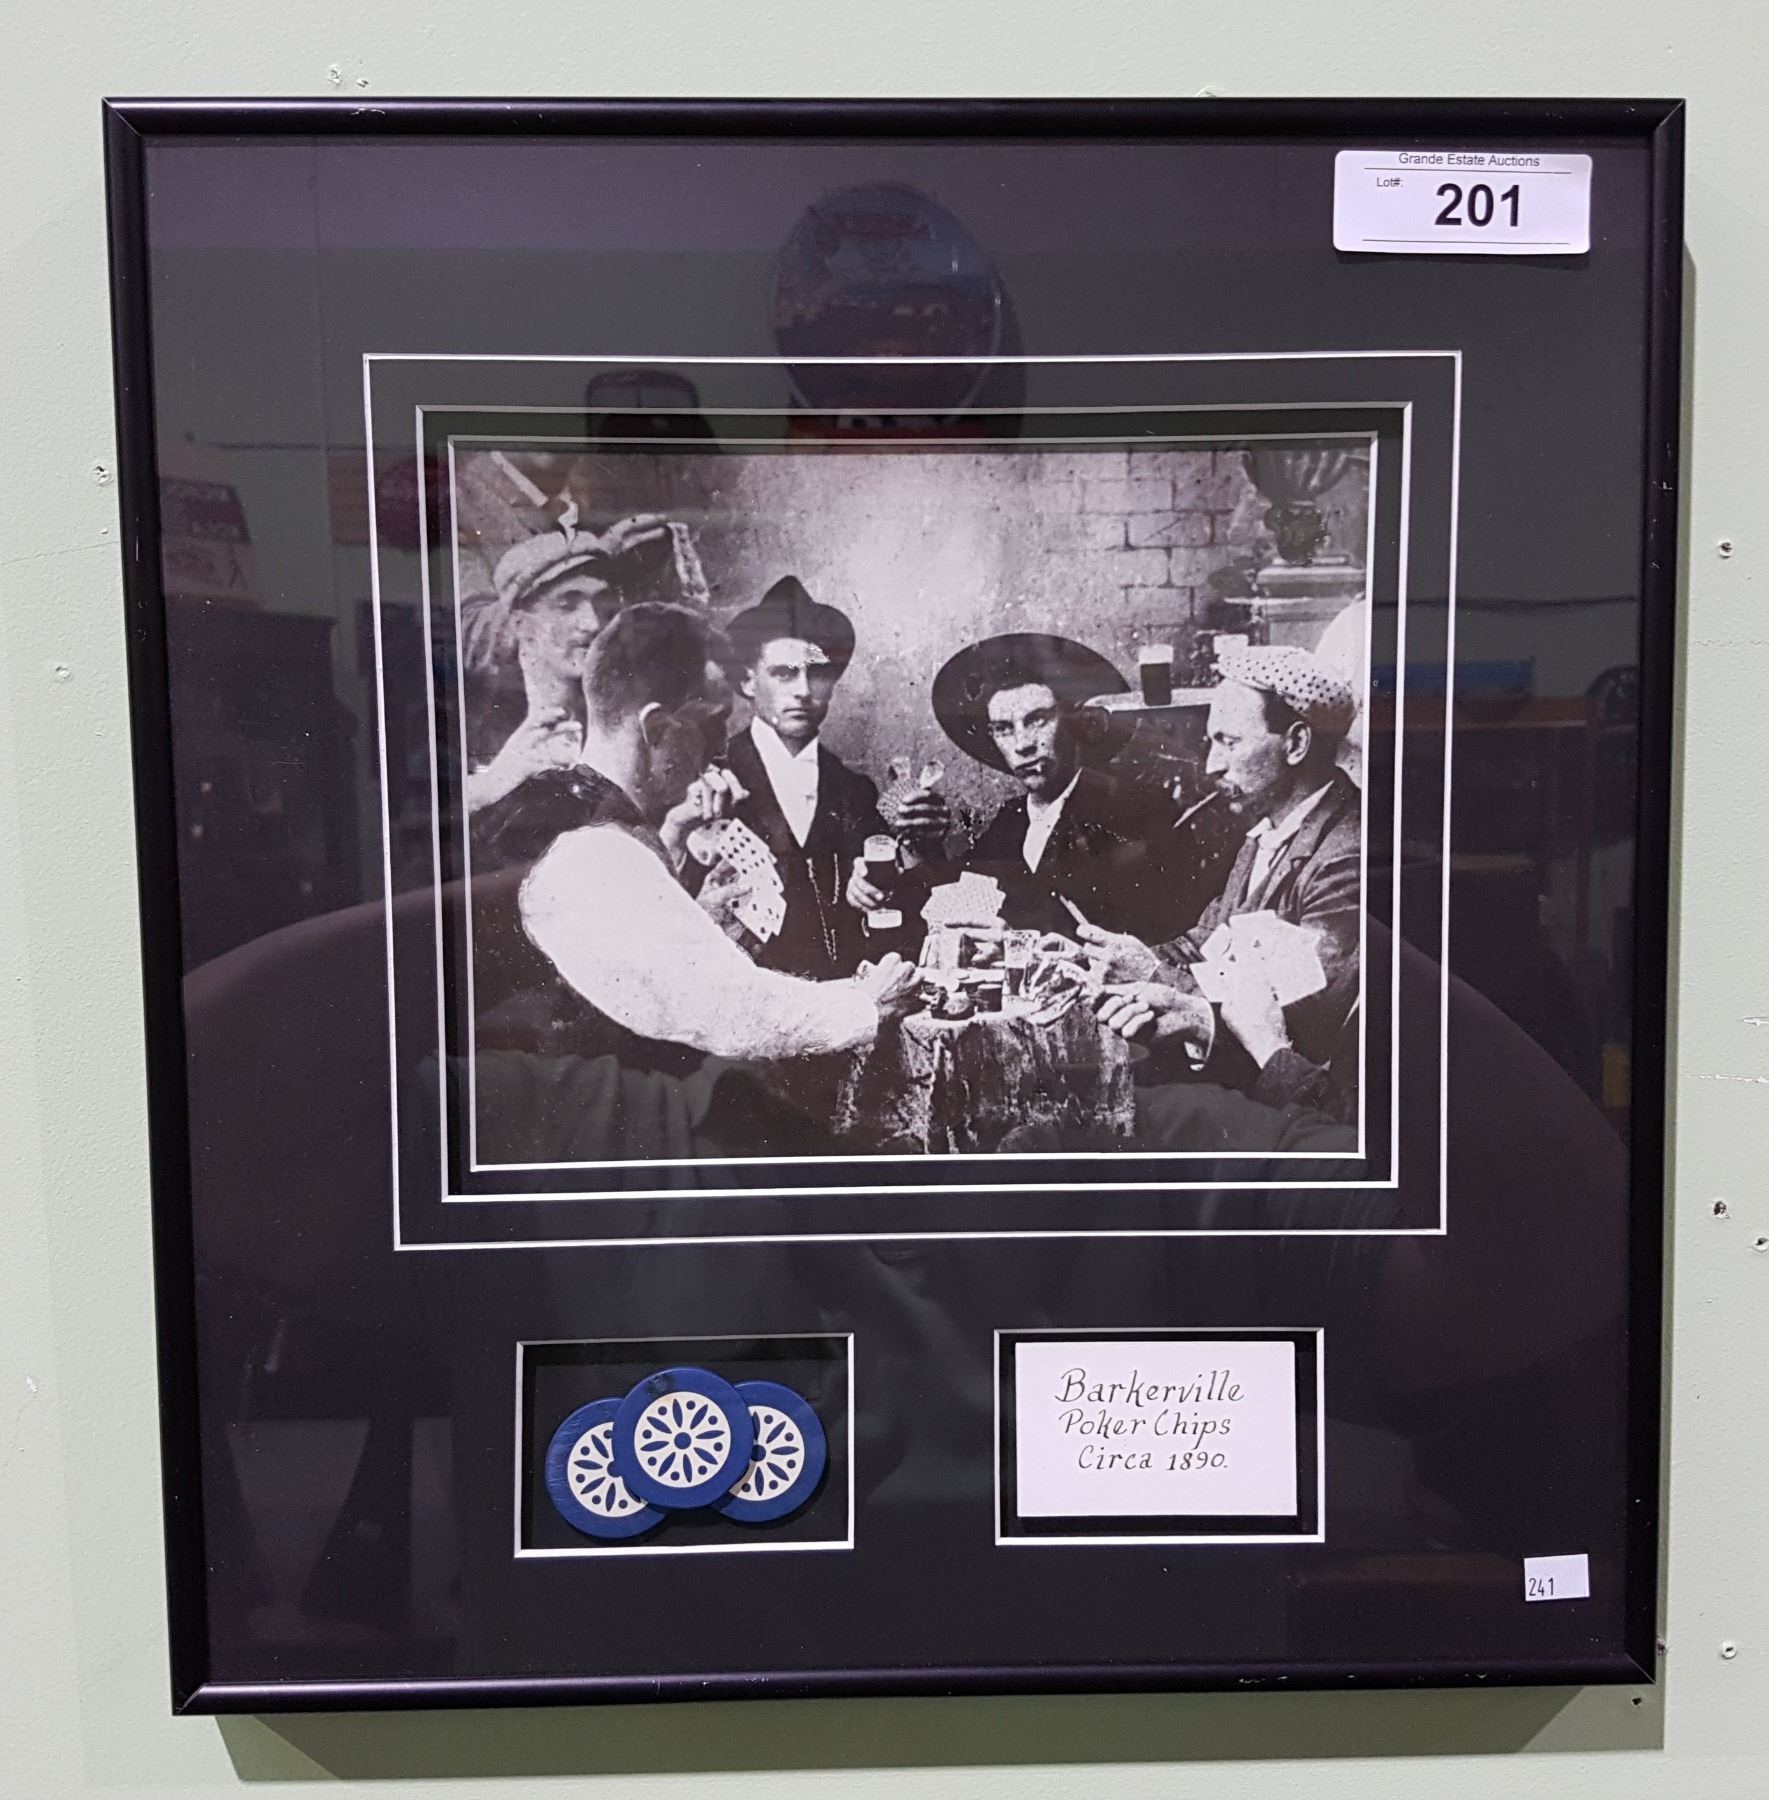 Grande Estate Auctions
Lot#: 201
Barkerville
Poker Chips
Circa 1890.
241